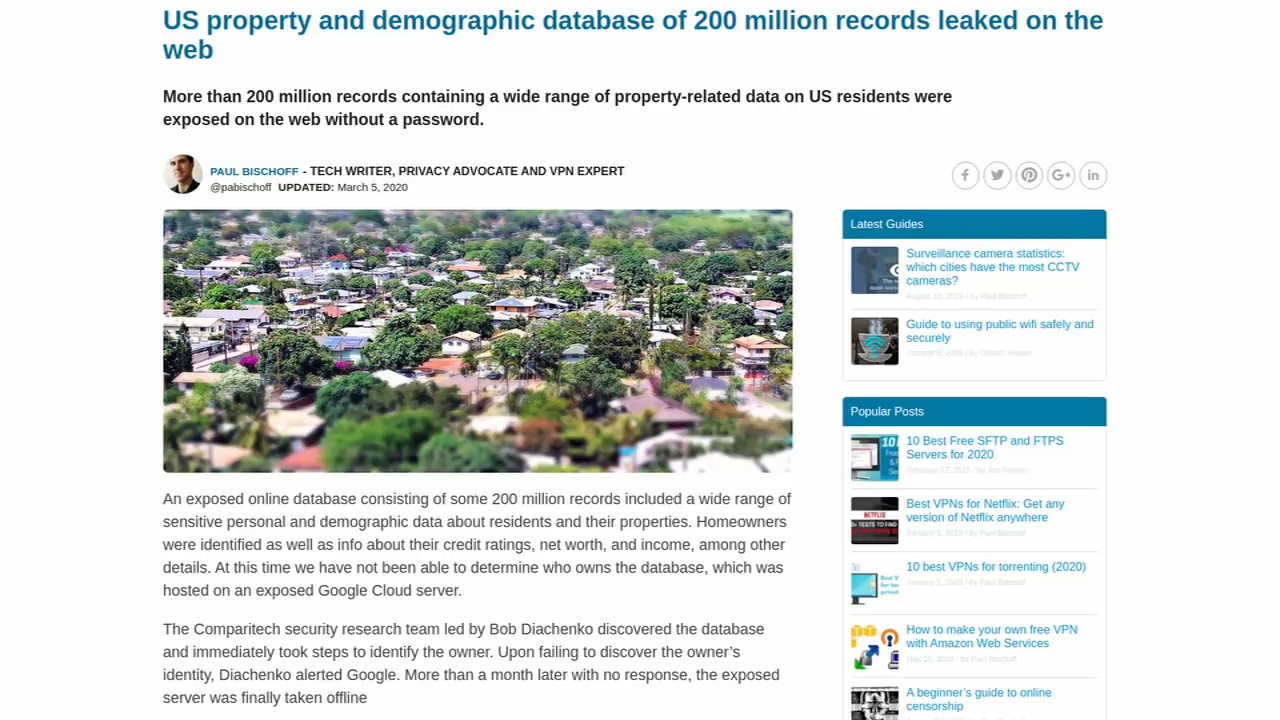 US property and demographic database of 200 million records leaked on the
web
More than 200 million records containing a wide range of property-related data on US residents were
exposed on the web without a password.
PAUL BISCHOFF - TECH WRITER, PRIVACY ADVOCATE AND VPN EXPERT
@pabischoff UPDATED: March 5, 2020
An exposed online database consisting of some 200 million records included a wide range of
sensitive personal and demographic data about residents and their properties. Homeowners
were identified as well as info about their credit ratings, net worth, and income, among other
details. At this time we have not been able to determine who owns the database, which was
hosted on an exposed Google Cloud server.
The Comparitech security research team led by Bob Diachenko discovered the database
and immediately took steps to identify the owner. Upon failing to discover the owner’s
identity, Diachenko alerted Google. More than a month later with no response, the exposed
server was finally taken offline
Latest Guides
Surveillance camera statistics:
which cities have the most CCTV
cameras?
Guide to using public wifi safely and
securely
Popular Posts
10 Best Free SFTP and FTPS
Servers for 2020
Best VPNs for Netflix: Get any
version of Netflix anywhere
NETFLIX
10 best VPNs for torrenting (2020)
How to make your own free VPN
with Amazon Web Services
A beginner’s guide to online
censorship